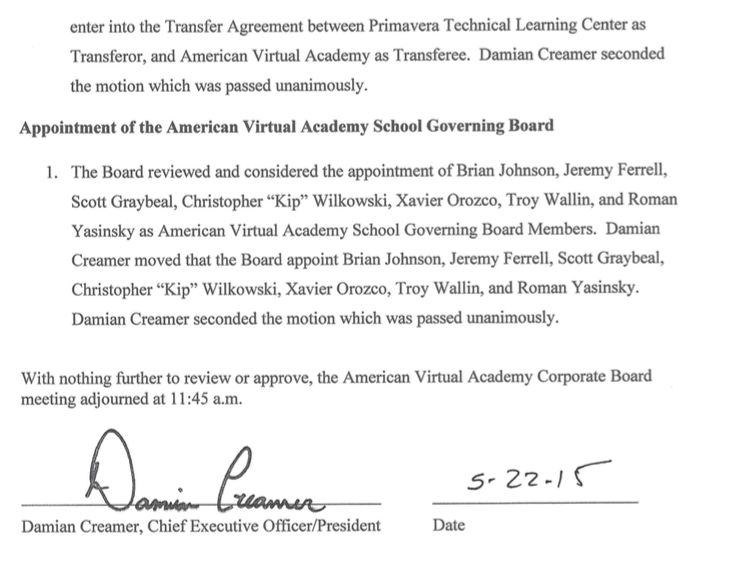 enter into the Transfer Agreement between Primavera Technical Learning Center as
Transferor, and American Virtual Academy as Transferee. Damian Creamer seconded
the motion which was passed unanimously.
Appointment of the American Virtual Academy School Governing Board
1. The Board reviewed and considered the appointment of Brian Johnson, Jeremy Ferrell,
Scott Graybeal, Christopher “Kip” Wilkowski, Xavier Orozco, Troy Wallin, and Roman
Yasinsky as American Virtual Academy School Governing Board Members. Damian
Creamer moved that the Board appoint Brian Johnson, Jeremy Ferrell, Scott Graybeal,
Christopher “Kip” Wilkowski, Xavier Orozco, Troy Wallin, and Roman Yasinsky.
Damian Creamer seconded the motion which was passed unanimously.
With nothing further to review or approve, the American Virtual Academy Corporate Board
meeting adjourned at 11:45 a.m.
Damian Creamer 5-22-15
Damian Creamer, Chief Executive Officer/President Date